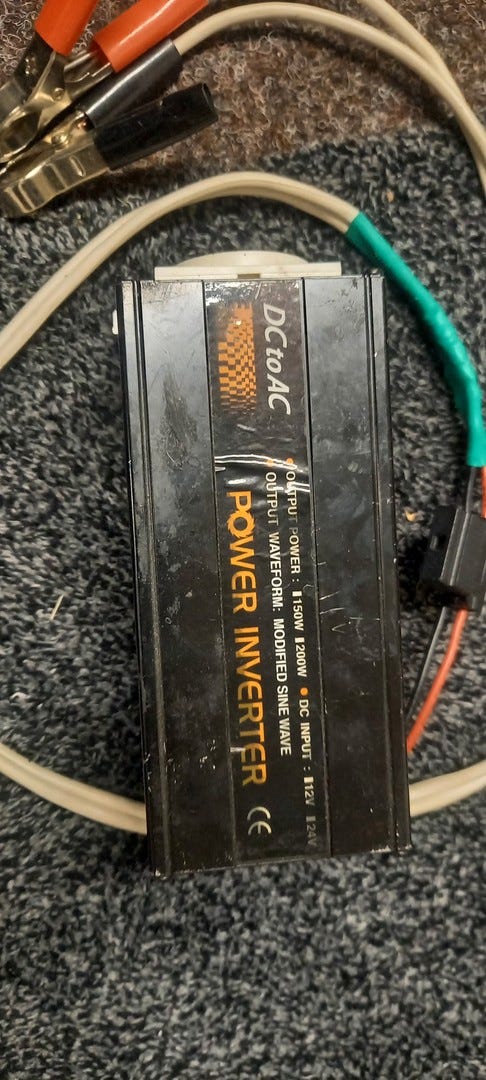 DC to AC
OUTPUT POWER: ▮150W ▮200W ● DC INPUT: ▮12V ▮24V
OUTPUT WAVEFORM: MODIFIED SINE WAVE
POWER INVERTER CE